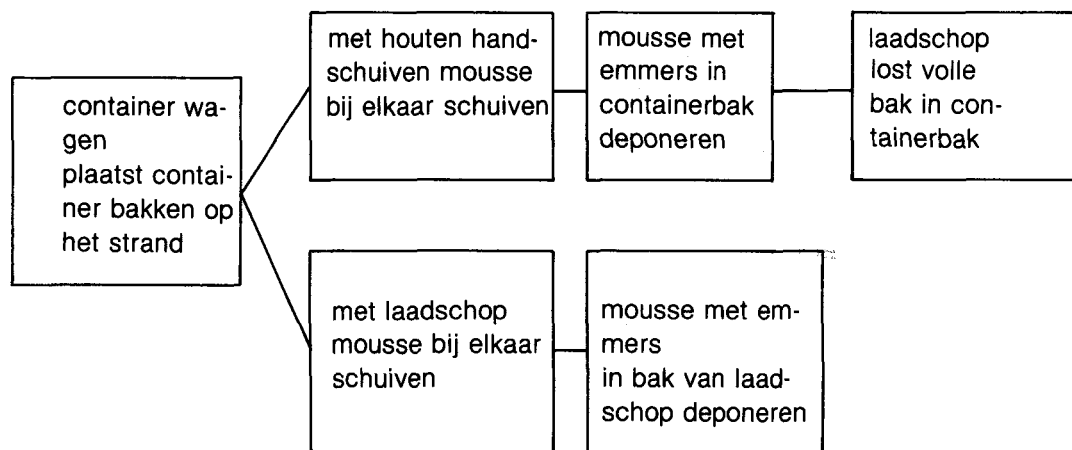 container wa-
gen
plaatst contai-
ner bakken op
het strand
met houten hand-
schuiven mousse
bij elkaar schuiven
mousse met
emmers in
containerbak
deponeren
laadschop
lost volle
bak in con-
tainerbak
met laadschop
mousse bij elkaar
schuiven
mousse met em-
mers
in bak van laad-
schop deponeren